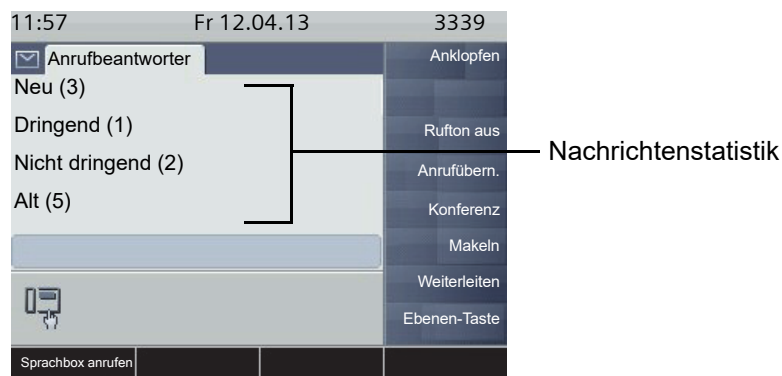 11:57 Fr 12.04.13 3339
Anrufbeantworter
Neu (3)
Dringend (1)
Nicht dringend (2)
Alt (5)
Anklopfen
Rufton aus
Anrufübern.
Konferenz
Makeln
Weiterleiten
Ebenen-Taste
Sprachbox anrufen
Nachrichtenstatistik